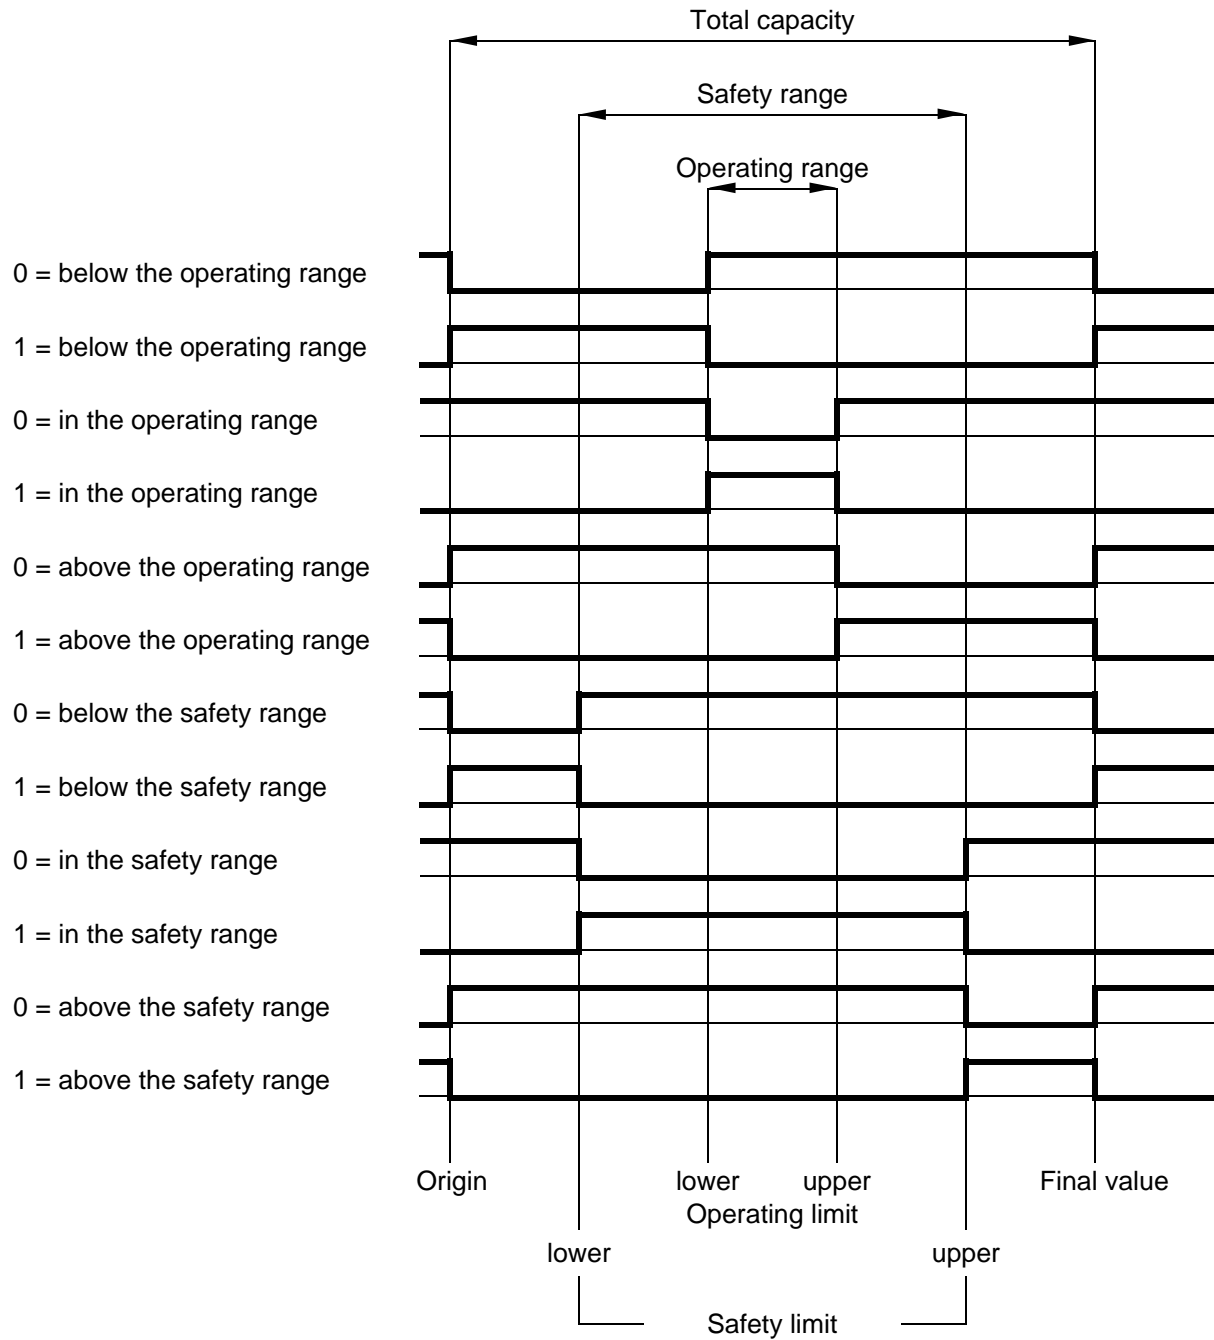 Total capacity
Safety range
Operating range
0 = below the operating range
1 = below the operating range
0 = in the operating range
1 = in the operating range
0 = above the operating range
1 = above the operating range
0 = below the safety range
1 = below the safety range
0 = in the safety range
1 = in the safety range
0 = above the safety range
1 = above the safety range
Origin lower upper Final value
Operating limit
lower upper
Safety limit